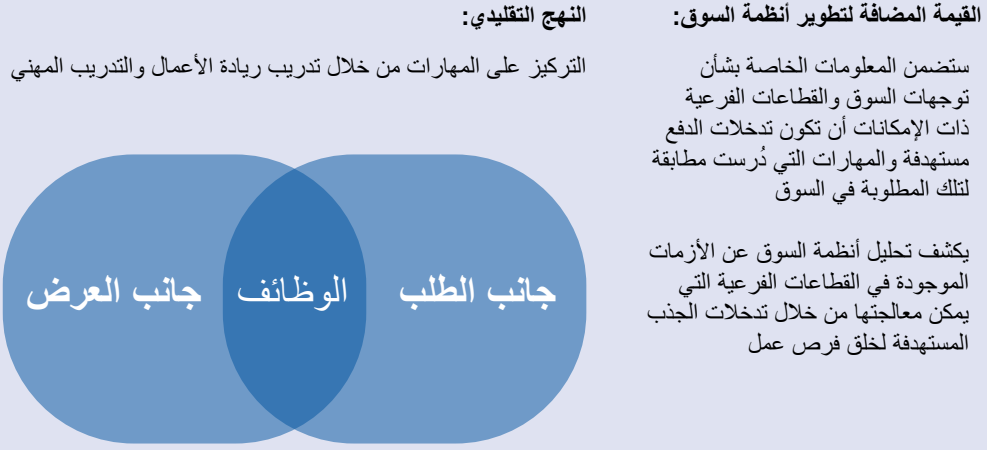 القيمة المضافة لتطوير أنظمة السوق:
ستضمن المعلومات الخاصة بشأن
توجهات السوق والقطاعات الفرعية
ذات الإمكانات أن تكون تدخلات الدفع
مستهدفة والمهارات التي دُرست مطابقة
لتلك المطلوبة في السوق
يكشف تحليل أنظمة السوق عن الأزمات
الموجودة في القطاعات الفرعية التي
يمكن معالجتها من خلال تدخلات الجذب
المستهدفة لخلق فرص عمل
النهج التقليدي:
التركيز على المهارات من خلال تدريب ريادة الأعمال والتدريب المهني
جانب الطلب
الوظائف
جانب العرض